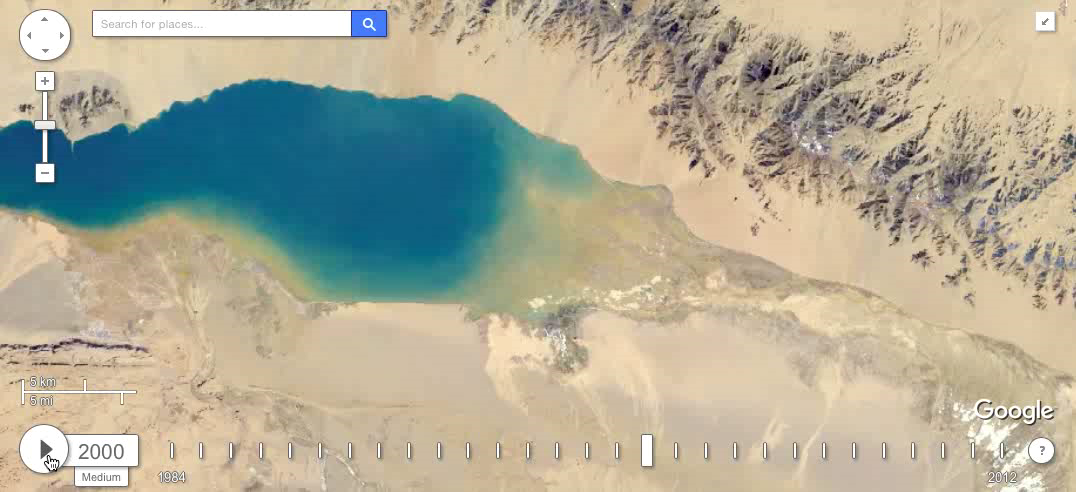 Search for places...
5 km
5 mi
Google
2000
Medium
1984
2012
?